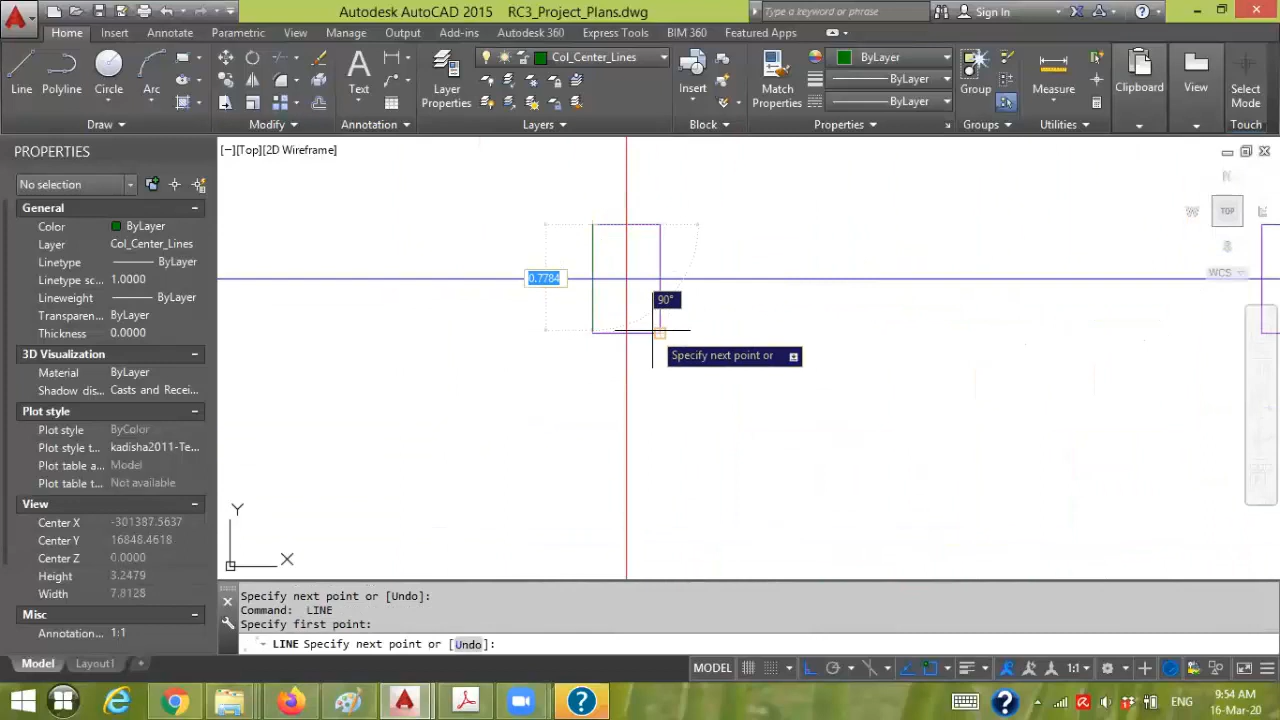 Autodesk AutoCAD 2015 RC3_Project_Plans.dwg
Type a keyword or phrase
Sign In
Home Insert Annotate Parametric View Manage Output Add-ins Autodesk 360 Express Tools BIM 360 Featured Apps
Col_Center_Lines
ByLayer
ByLayer
ByLayer
Line Polyline Circle Arc Text Layer Properties Insert Match Properties Group Measure Clipboard View Select Mode
Draw Modify Annotation Layers Block Properties Groups Utilities Touch
PROPERTIES
[−][Top][2D Wireframe]
No selection
General
Color ByLayer
Layer Col_Center_Lines
Linetype ByLayer
Linetype sc... 1.0000
Lineweight ByLayer
Transparen... ByLayer
Thickness 0.0000
3D Visualization
Material ByLayer
Shadow dis... Casts and Recei...
Plot style
Plot style ByColor
Plot style t... kadisha2011-Te...
Plot table a... Model
Plot table t... Not available
View
Center X -301387.5637
Center Y 16848.4618
Center Z 0.0000
Height 3.2479
Width 7.8128
Misc
Annotation... 1:1
N
W TOP E
S
WCS
0.7784
90°
Specify next point or
Y
X
Specify next point or [Undo]:
Command: LINE
Specify first point:
LINE Specify next point or [Undo]:
Model Layout1 +
MODEL
1:1
ENG
9:54 AM
16-Mar-20